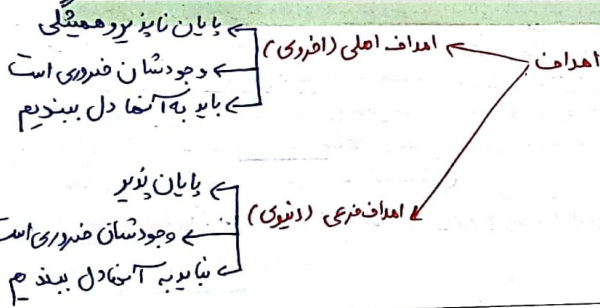 اهداف
اهداف اصلی (اخروی)
پایان ناپذیر و همیشگی
وجودشان ضروری است
باید به آنها دل ببندیم
اهداف فرعی (دنیوی)
پایان پذیر
وجودشان ضروری است
نباید به آنها دل ببندیم